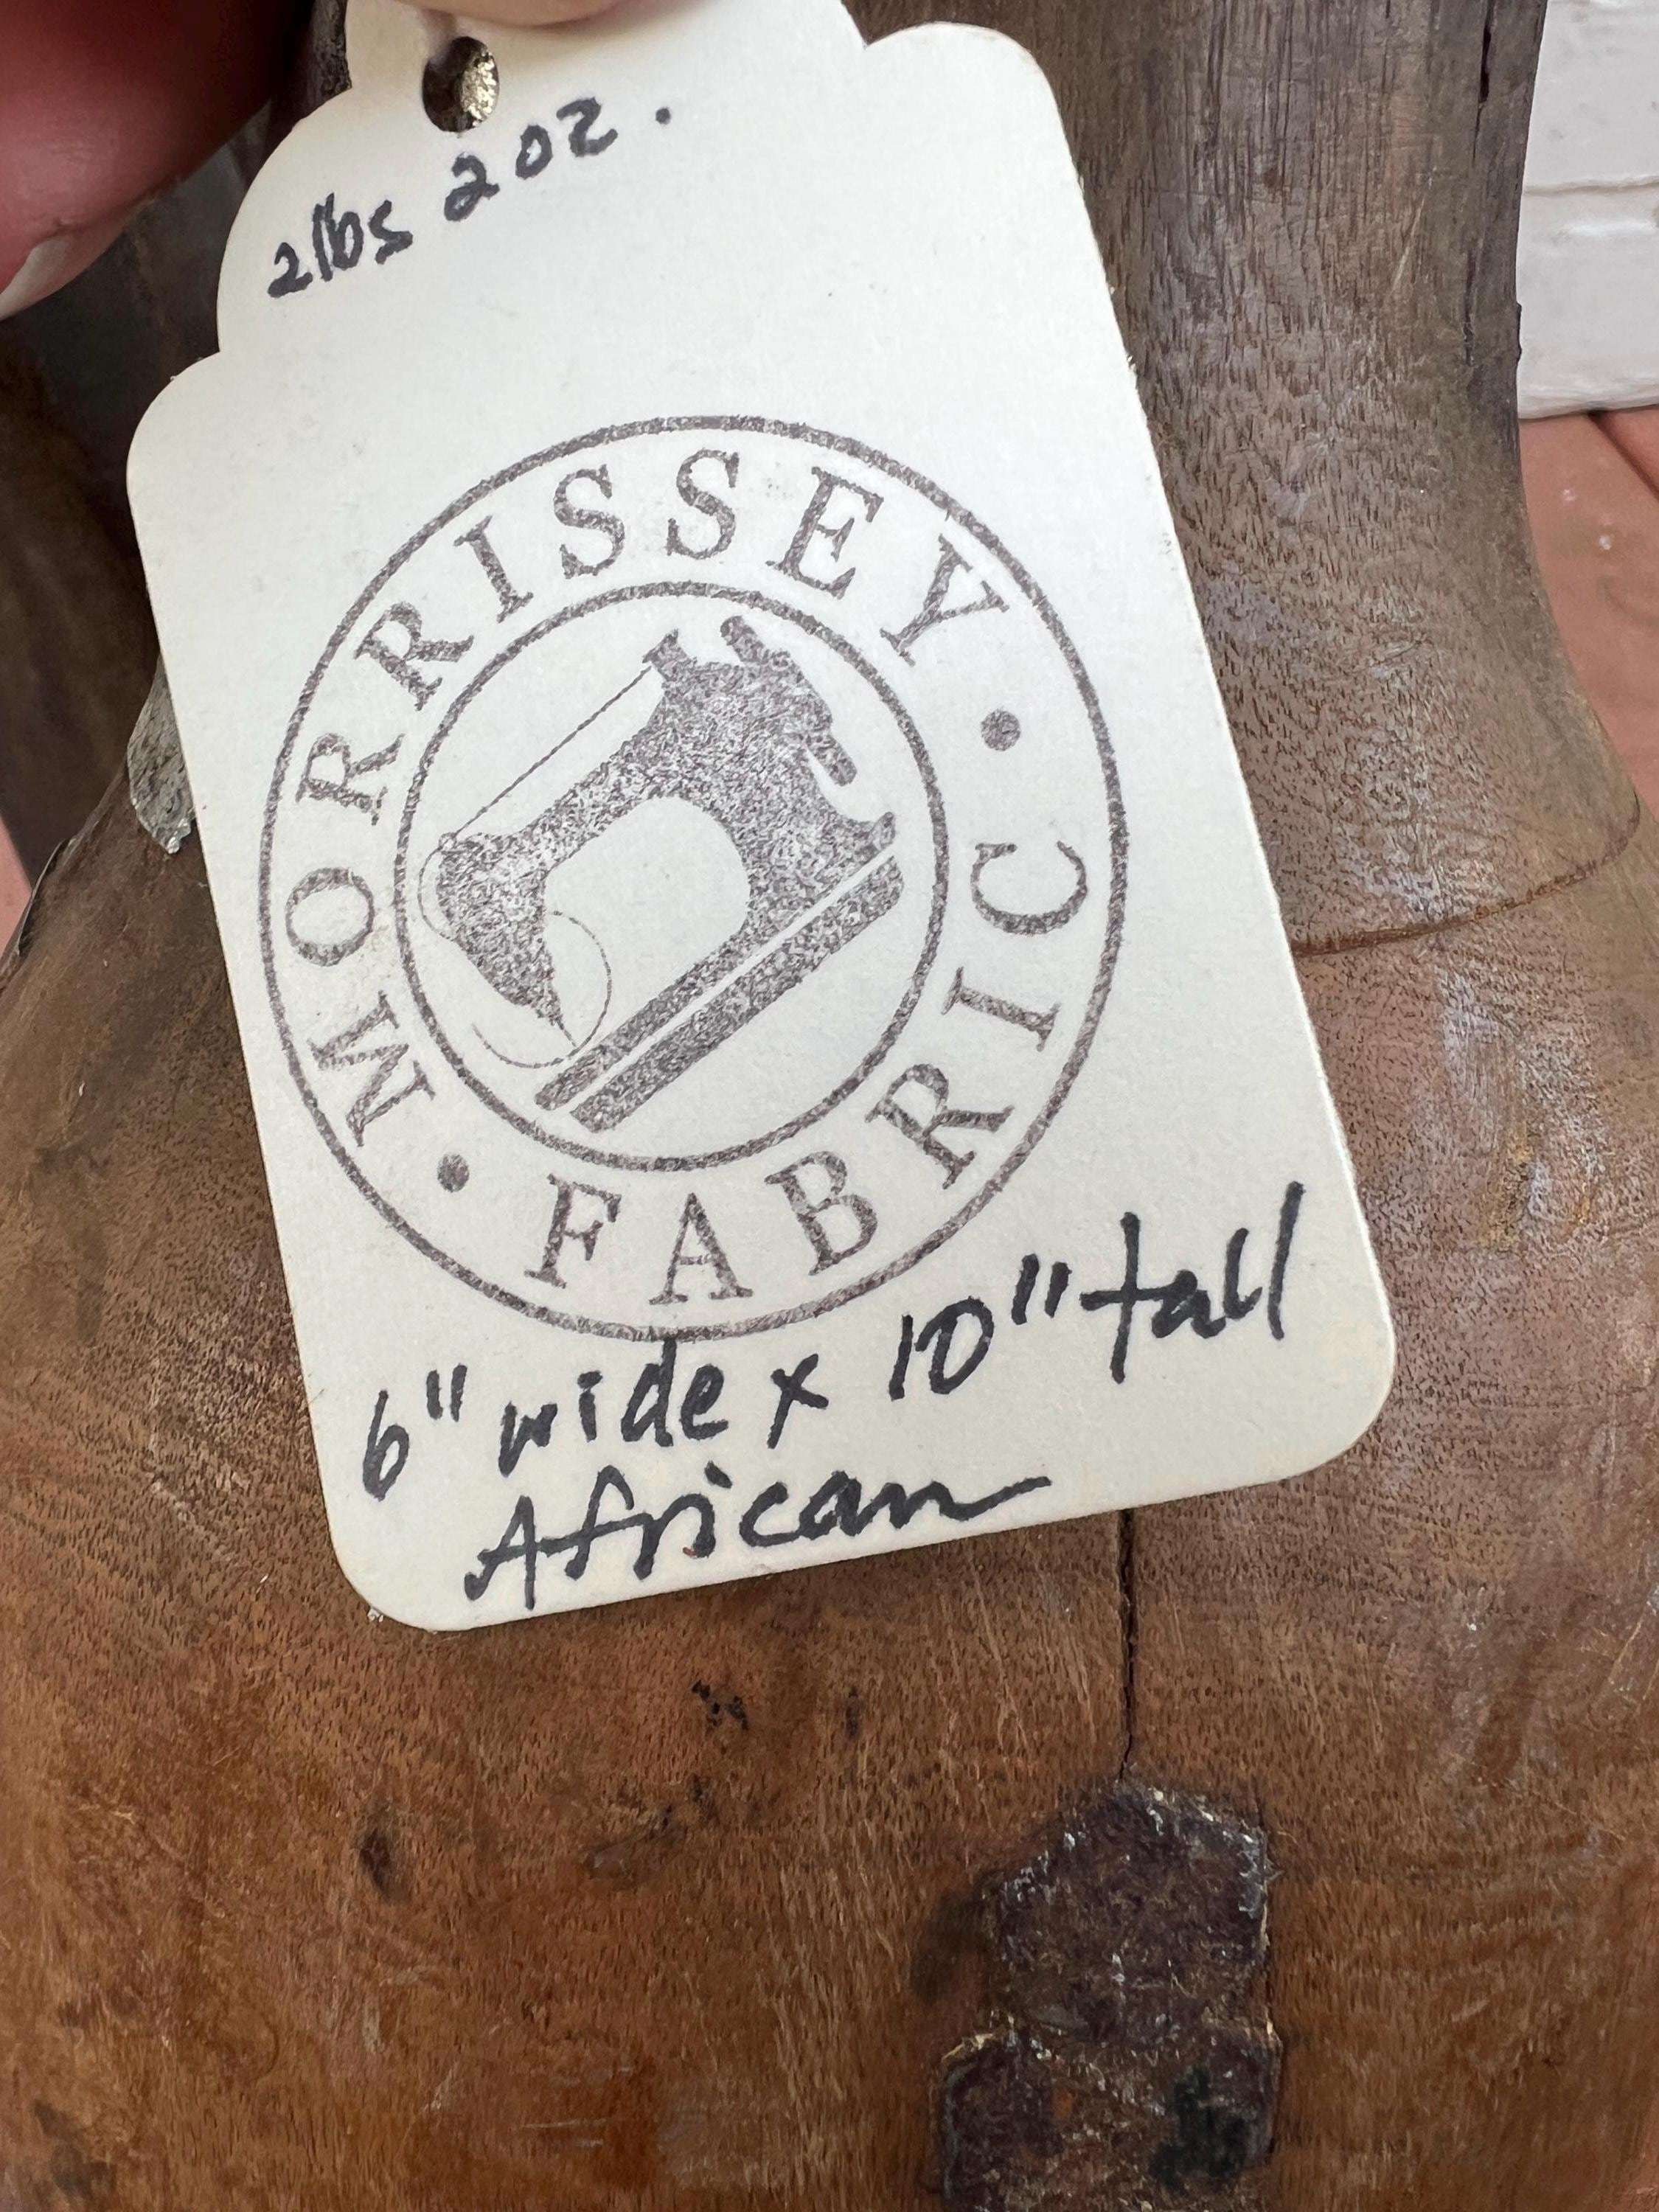 2lbs 2oz.
MORRISSEY • FABRIC •
6" wide x 10" tall
African